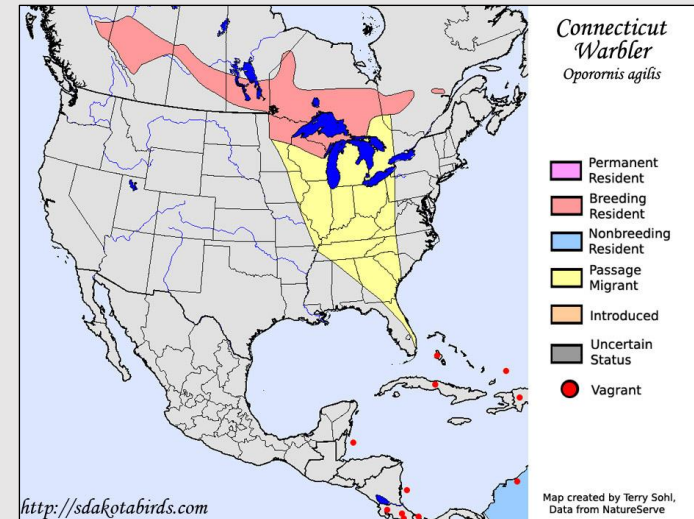 Connecticut
Warbler
Oporornis agilis
Permanent
Resident
Breeding
Resident
Nonbreeding
Resident
Passage
Migrant
Introduced
Uncertain
Status
Vagrant
http://sdakotabirds.com
Map created by Terry Sohl,
Data from NatureServe